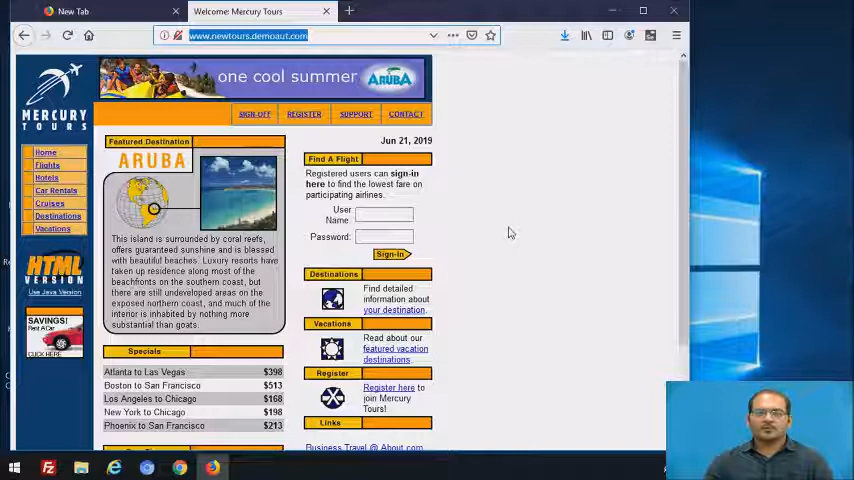 New Tab
Welcome: Mercury Tours
www.newtours.demoaut.com
one cool summer
ARUBA
MERCURY
TOURS
SIGN-OFF
REGISTER
SUPPORT
CONTACT
Home
Flights
Hotels
Car Rentals
Cruises
Destinations
Vacations
HTML
VERSION
Use Java Version
SAVINGS!
Rent A Car
CLICK HERE
Featured Destination
ARUBA
This island is surrounded by coral reefs,
offers guaranteed sunshine and is blessed
with beautiful beaches. Luxury resorts have
taken up residence along most of the
beachfronts on the southern coast, but
there are still undeveloped areas on the
exposed northern coast, and much of the
interior is inhabited by nothing more
substantial than goats.
Specials
Atlanta to Las Vegas $398
Boston to San Francisco $513
Los Angeles to Chicago $168
New York to Chicago $198
Phoenix to San Francisco $213
Jun 21, 2019
Find A Flight
Registered users can sign-in
here to find the lowest fare on
participating airlines.
User
Name:
Password:
Sign-In
Destinations
Find detailed
information about
your destination.
Vacations
Read about our
featured vacation
destinations.
Register
Register here to
join Mercury
Tours!
Links
Business Travel @ About.com